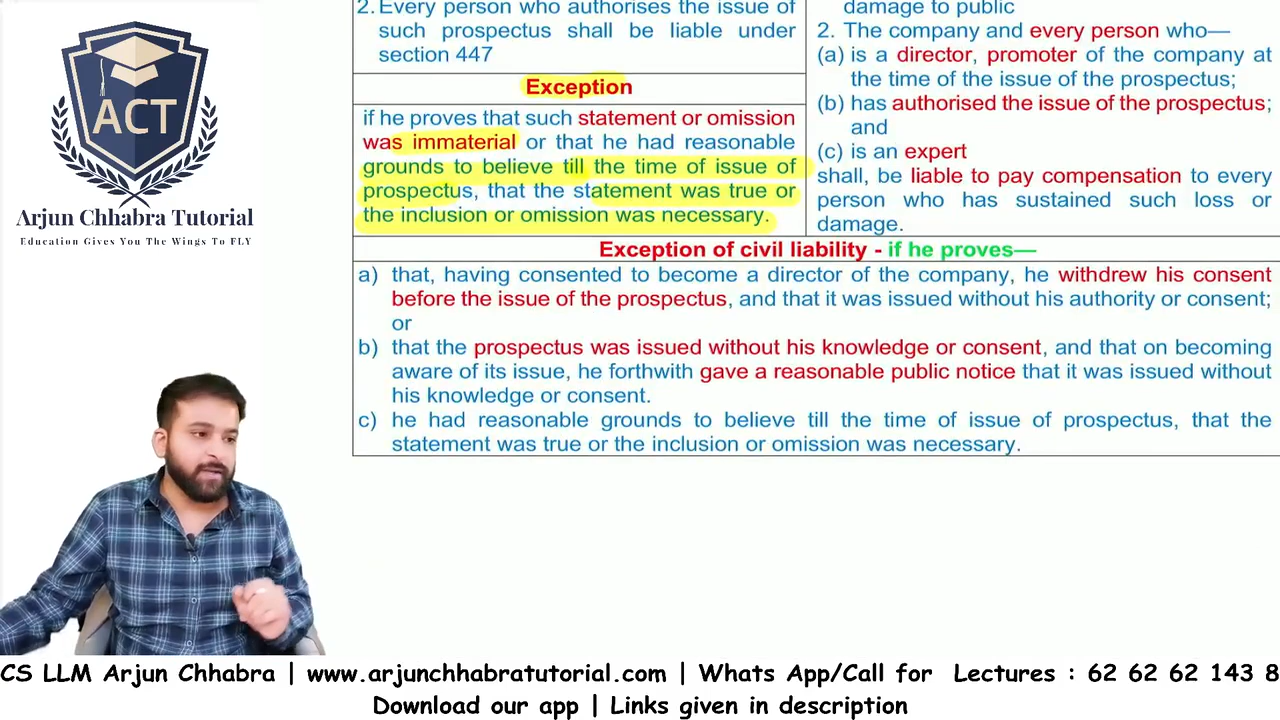 ACT
Arjun Chhabra Tutorial
Education Gives You The Wings To FLY
2. Every person who authorises the issue of
such prospectus shall be liable under
section 447
Exception
if he proves that such statement or omission
was immaterial or that he had reasonable
grounds to believe till the time of issue of
prospectus, that the statement was true or
the inclusion or omission was necessary.
damage to public
2. The company and every person who—
(a) is a director, promoter of the company at
the time of the issue of the prospectus;
(b) has authorised the issue of the prospectus;
and
(c) is an expert
shall, be liable to pay compensation to every
person who has sustained such loss or
damage.
Exception of civil liability - if he proves—
a) that, having consented to become a director of the company, he withdrew his consent
before the issue of the prospectus, and that it was issued without his authority or consent;
or
b) that the prospectus was issued without his knowledge or consent, and that on becoming
aware of its issue, he forthwith gave a reasonable public notice that it was issued without
his knowledge or consent.
c) he had reasonable grounds to believe till the time of issue of prospectus, that the
statement was true or the inclusion or omission was necessary.
CS LLM Arjun Chhabra | www.arjunchhabratutorial.com | Whats App/Call for Lectures : 62 62 62 143 8
Download our app | Links given in description